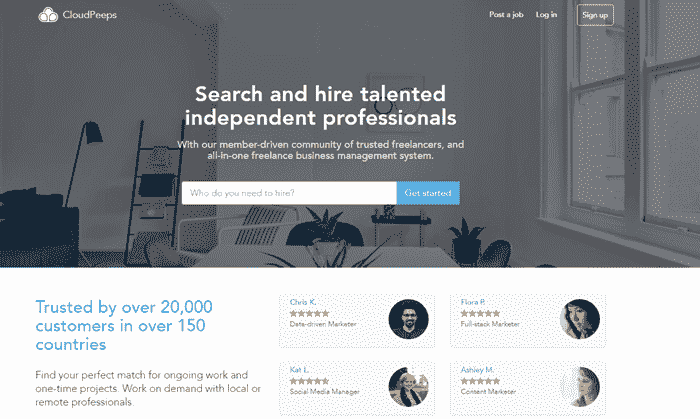 CloudPeeps
Post a job
Log in
Sign up
Search and hire talented
independent professionals
With our member-driven community of trusted freelancers, and
all-in-one freelance business management system.
Who do you need to hire?
Get started
Trusted by over 20,000
customers in over 150
countries
Find your perfect match for ongoing work and
one-time projects. Work on demand with local or
remote professionals.
Chris K.
Data-driven Marketer
Flora P.
Full-stack Marketer
Kat L.
Social Media Manager
Ashley M.
Content Marketer